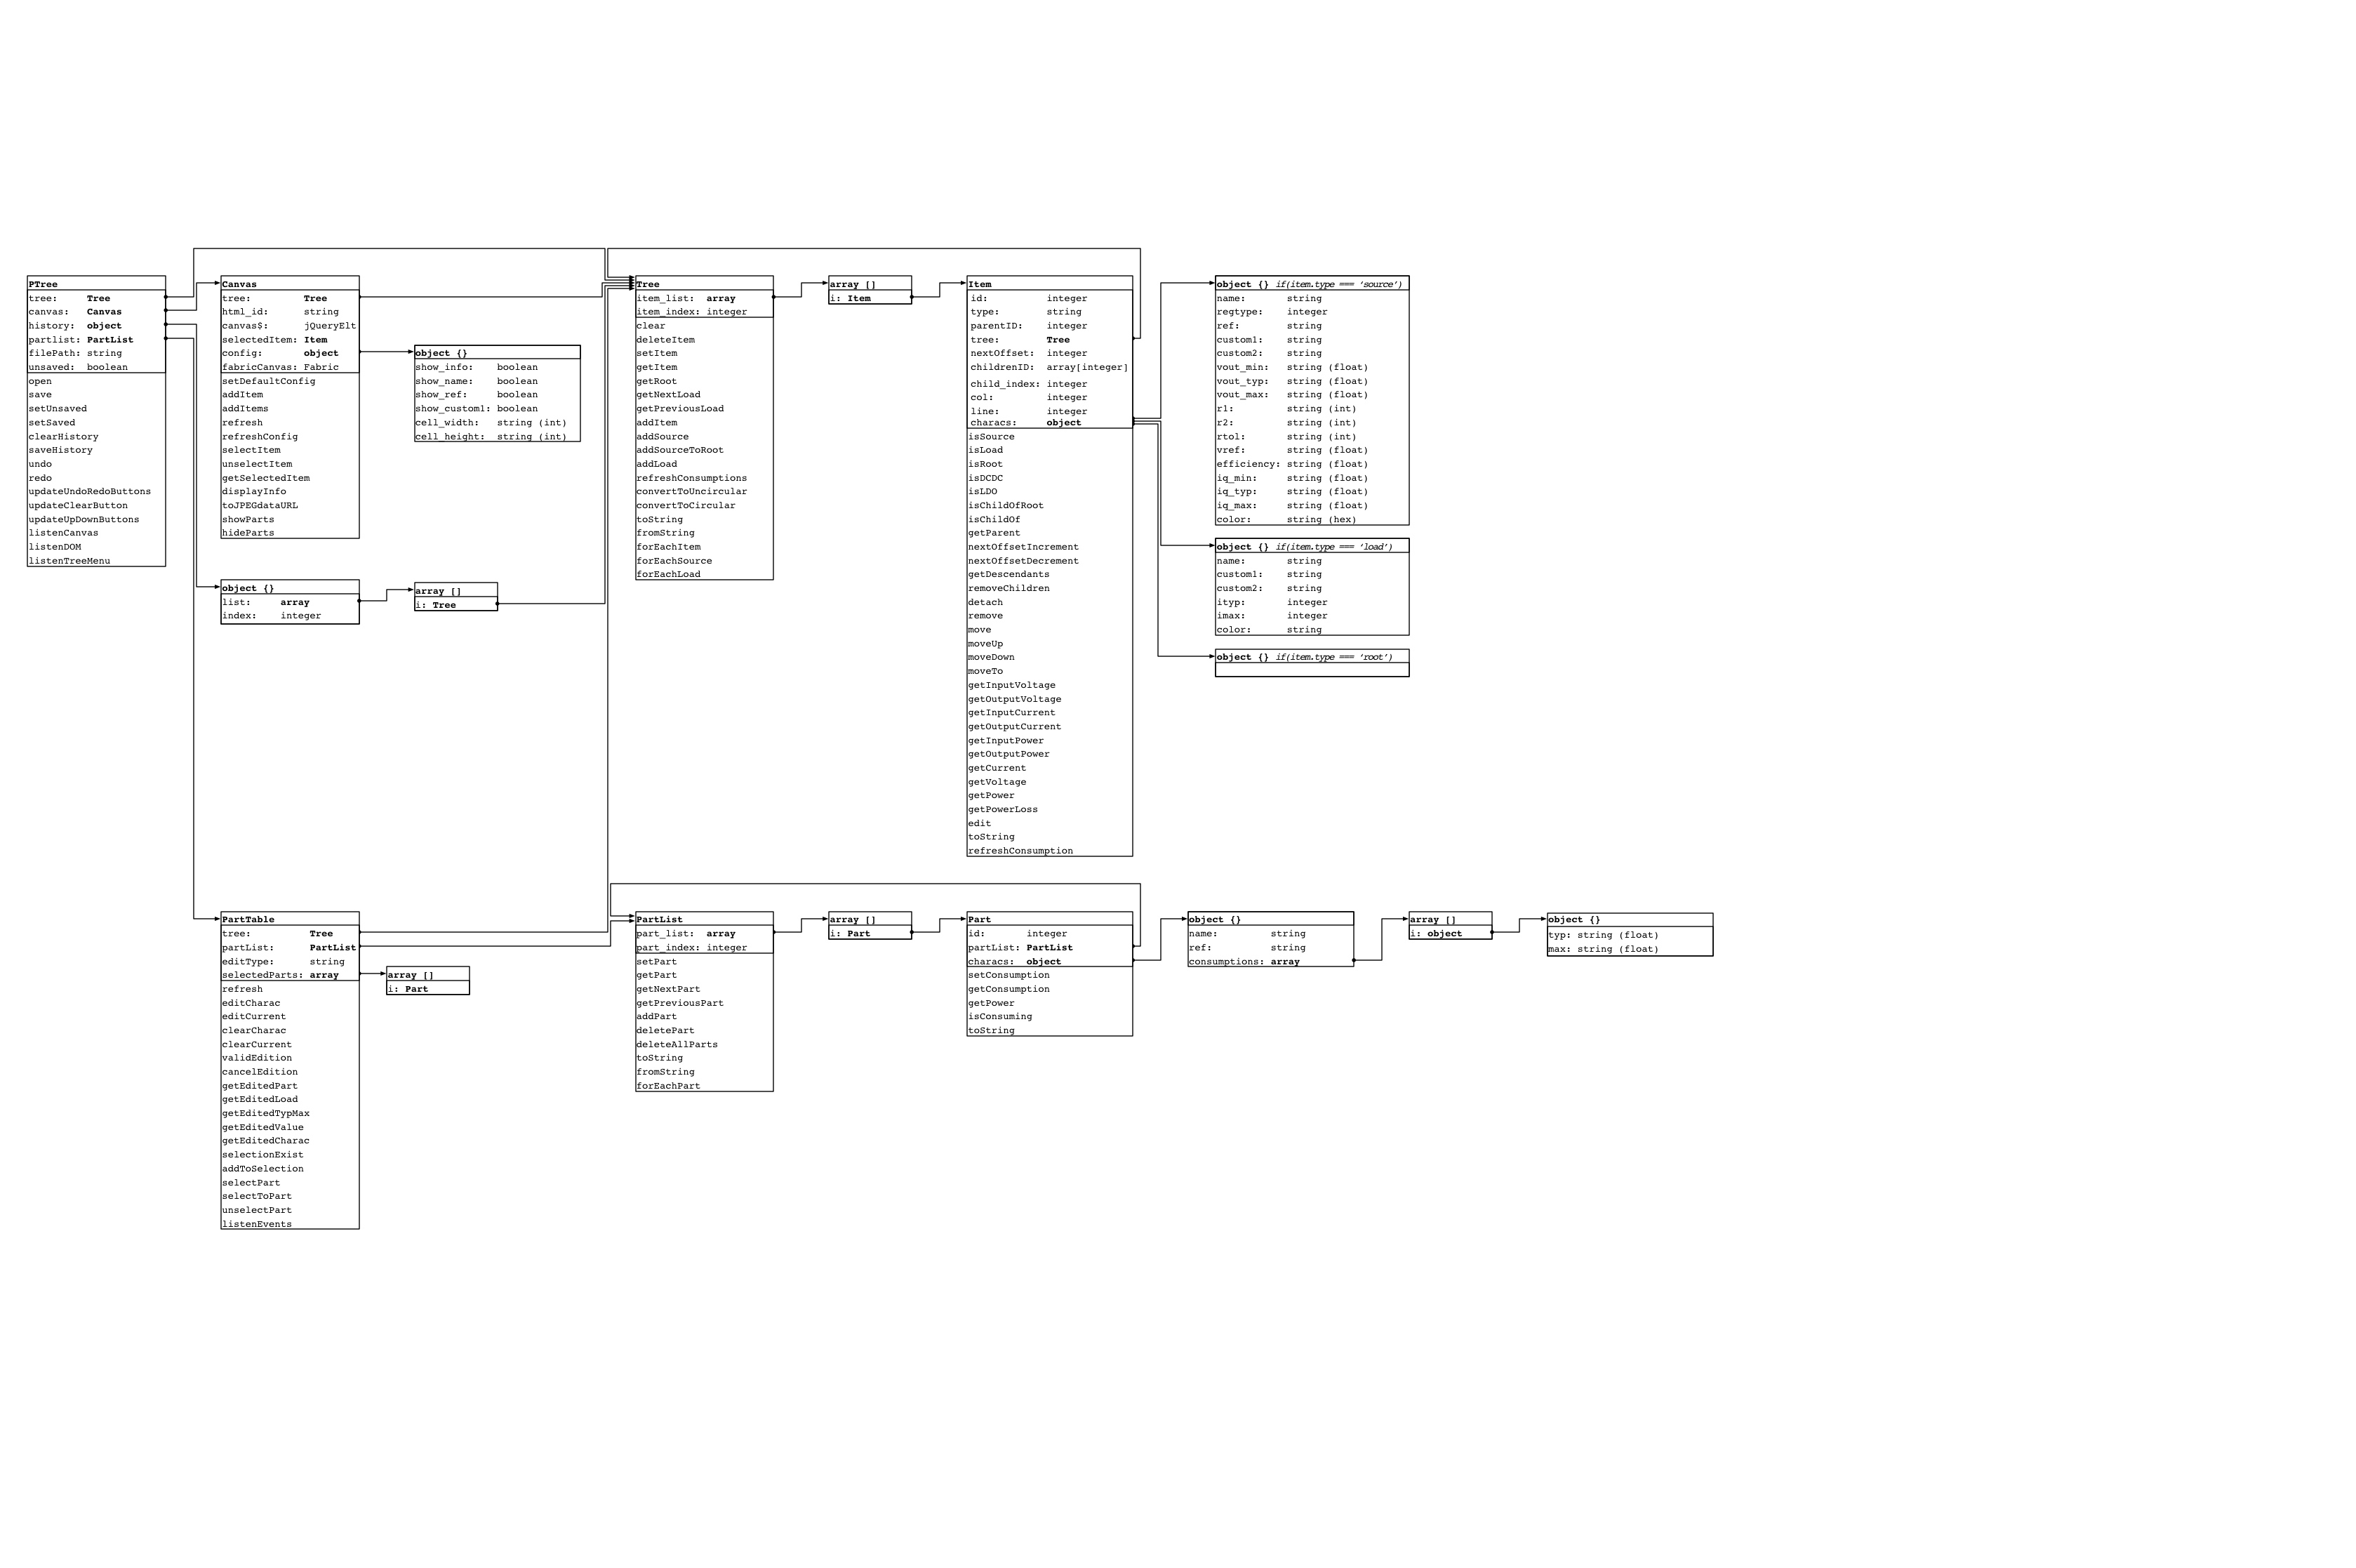 PTree
tree: Tree
canvas: Canvas
history: object
partlist: PartList
filePath: string
unsaved: boolean
open
save
setUnsaved
setSaved
clearHistory
saveHistory
undo
redo
updateUndoRedoButtons
updateClearButton
updateUpDownButtons
listenCanvas
listenDOM
listenTreeMenu
Canvas
tree: Tree
html_id: string
canvas$: jQueryElt
selectedItem: Item
config: object
fabricCanvas: Fabric
setDefaultConfig
addItem
addItems
refresh
refreshConfig
selectItem
unselectItem
getSelectedItem
displayInfo
toJPEGdataURL
showParts
hideParts
object {}
show_info: boolean
show_name: boolean
show_ref: boolean
show_custom1: boolean
cell_width: string (int)
cell_height: string (int)
object {}
list: array
index: integer
array []
i: Tree
Tree
item_list: array
item_index: integer
clear
deleteItem
setItem
getItem
getRoot
getNextLoad
getPreviousLoad
addItem
addSource
addSourceToRoot
addLoad
refreshConsumptions
convertToUncircular
convertToCircular
toString
fromString
forEachItem
forEachSource
forEachLoad
array []
i: Item
Item
id: integer
type: string
parentID: integer
tree: Tree
nextOffset: integer
childrenID: array[integer]
child_index: integer
col: integer
line: integer
characs: object
isSource
isLoad
isRoot
isDCDC
isLDO
isChildOfRoot
isChildOf
getParent
nextOffsetIncrement
nextOffsetDecrement
getDescendants
removeChildren
detach
remove
move
moveUp
moveDown
moveTo
getInputVoltage
getOutputVoltage
getInputCurrent
getOutputCurrent
getInputPower
getOutputPower
getCurrent
getVoltage
getPower
getPowerLoss
edit
toString
refreshConsumption
object {} if(item.type === ‘source’)
name: string
regtype: integer
ref: string
custom1: string
custom2: string
vout_min: string (float)
vout_typ: string (float)
vout_max: string (float)
r1: string (int)
r2: string (int)
rtol: string (int)
vref: string (float)
efficiency: string (float)
iq_min: string (float)
iq_typ: string (float)
iq_max: string (float)
color: string (hex)
object {} if(item.type === ‘load’)
name: string
custom1: string
custom2: string
ityp: integer
imax: integer
color: string
object {} if(item.type === ‘root’)
PartTable
tree: Tree
partList: PartList
editType: string
selectedParts: array
refresh
editCharac
editCurrent
clearCharac
clearCurrent
validEdition
cancelEdition
getEditedPart
getEditedLoad
getEditedTypMax
getEditedValue
getEditedCharac
selectionExist
addToSelection
selectPart
selectToPart
unselectPart
listenEvents
array []
i: Part
PartList
part_list: array
part_index: integer
setPart
getPart
getNextPart
getPreviousPart
addPart
deletePart
deleteAllParts
toString
fromString
forEachPart
array []
i: Part
Part
id: integer
partList: PartList
characs: object
setConsumption
getConsumption
getPower
isConsuming
toString
object {}
name: string
ref: string
consumptions: array
array []
i: object
object {}
typ: string (float)
max: string (float)